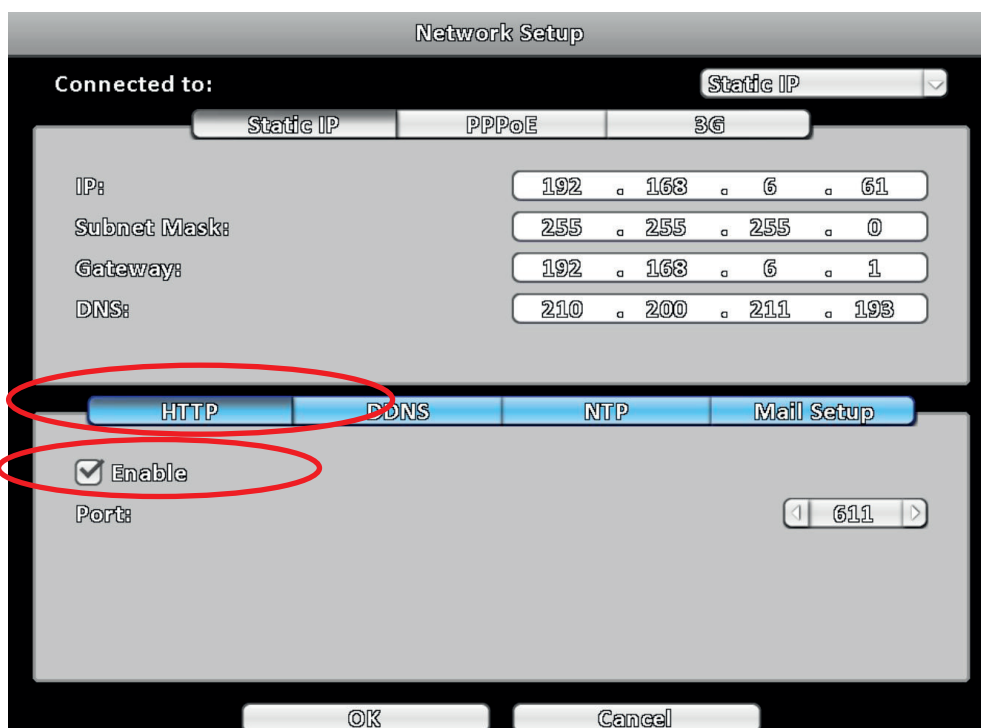 Network Setup
Connected to: Static IP
Static IP PPPoE 3G
IP: 192 . 168 . 6 . 61
Subnet Mask: 255 . 255 . 255 . 0
Gateway: 192 . 168 . 6 . 1
DNS: 210 . 200 . 211 . 193
HTTP DDNS NTP Mail Setup
Enable
Port: 611
OK Cancel